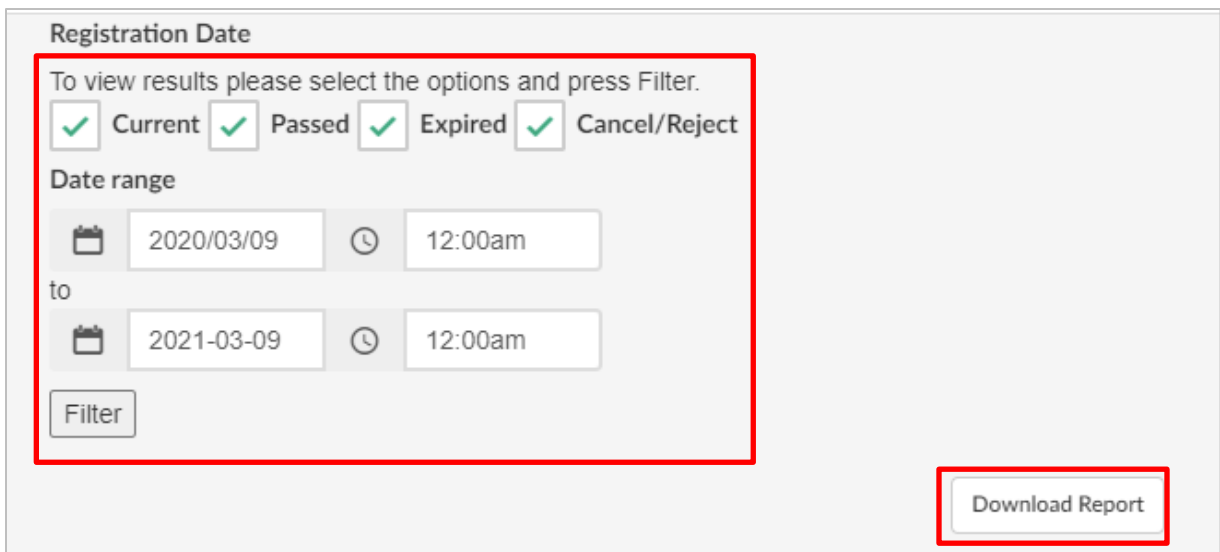 Registration Date
To view results please select the options and press Filter.
Current Passed Expired Cancel/Reject
Date range
2020/03/09 12:00am
to
2021-03-09 12:00am
Filter
Download Report